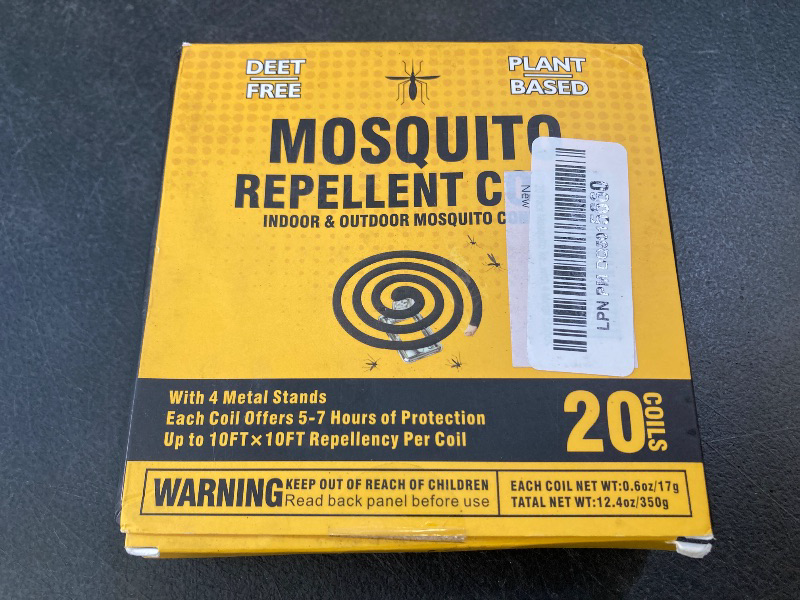 DEET
FREE
PLANT
BASED
MOSQUITO
REPELLENT
INDOOR & OUTDOOR MOSQUITO
New
LPN
With 4 Metal Stands
Each Coil Offers 5-7 Hours of Protection
Up to 10FT×10FT Repellency Per Coil
20
COILS
WARNING
KEEP OUT OF REACH OF CHILDREN
Read back panel before use
EACH COIL NET WT:0.6oz/17g
TATAL NET WT:12.4oz/350g